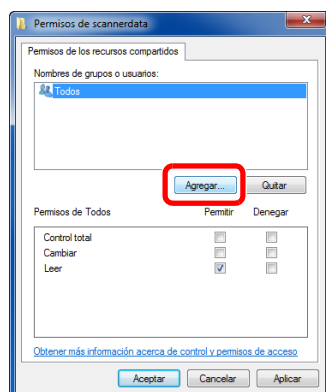 Permisos de scannerdata
Permisos de los recursos compartidos
Nombres de grupos o usuarios:
Todos
Agregar... Quitar
Permisos de Todos Permitir Denegar
Control total
Cambiar
Leer
Obtener más información acerca de control y permisos de acceso
Aceptar Cancelar Aplicar